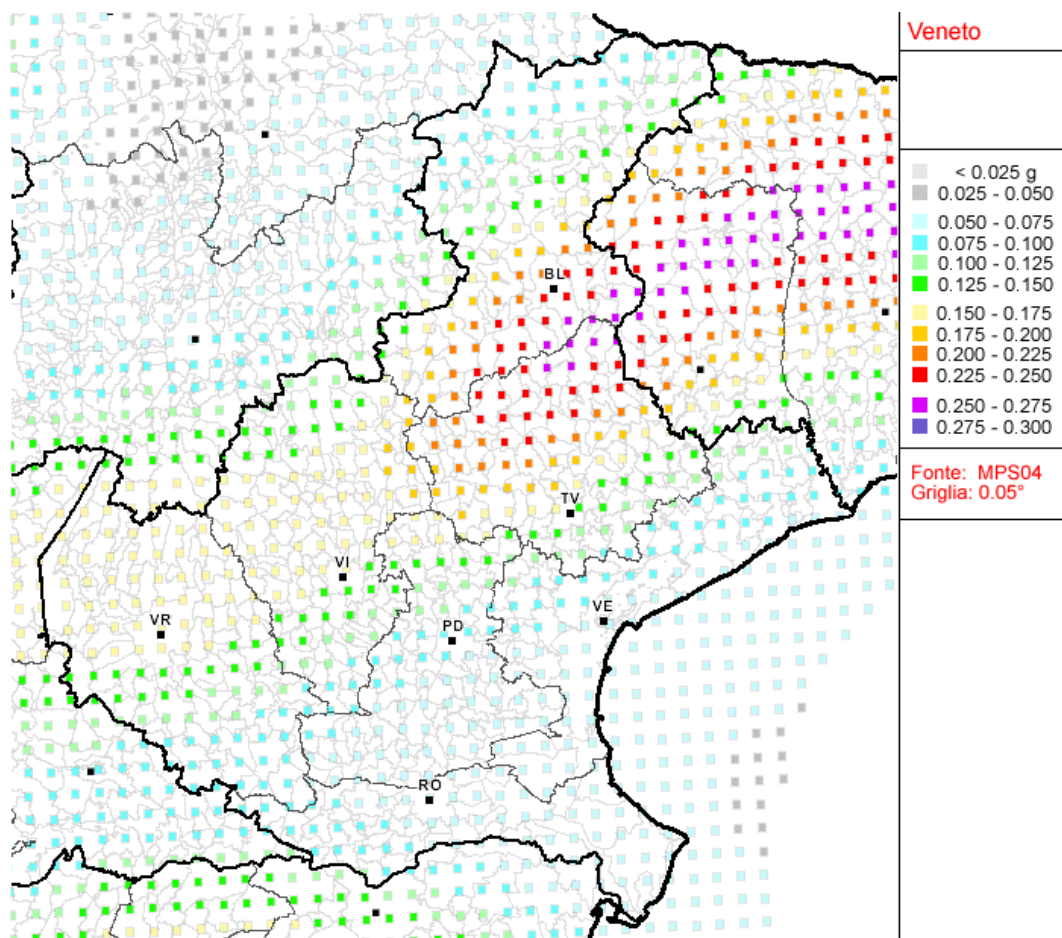 Veneto
< 0.025 g
0.025 - 0.050
0.050 - 0.075
0.075 - 0.100
0.100 - 0.125
0.125 - 0.150
0.150 - 0.175
0.175 - 0.200
0.200 - 0.225
0.225 - 0.250
0.250 - 0.275
0.275 - 0.300
Fonte: MPS04
Griglia: 0.05°
BL
TV
VI
VE
VR
PD
RO